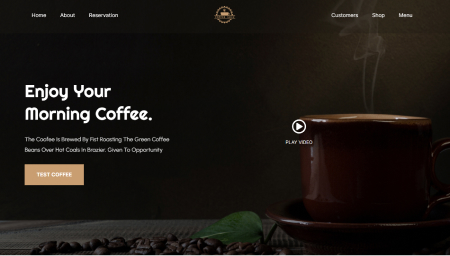 Home About Reservation Customers Shop Menu
Enjoy Your
Morning Coffee.
The Coofee Is Brewed By Fist Roasting The Green Coffee
Beans Over Hot Coals In Brazier. Given To Opportunity
PLAY VIDEO
TEST COFFEE